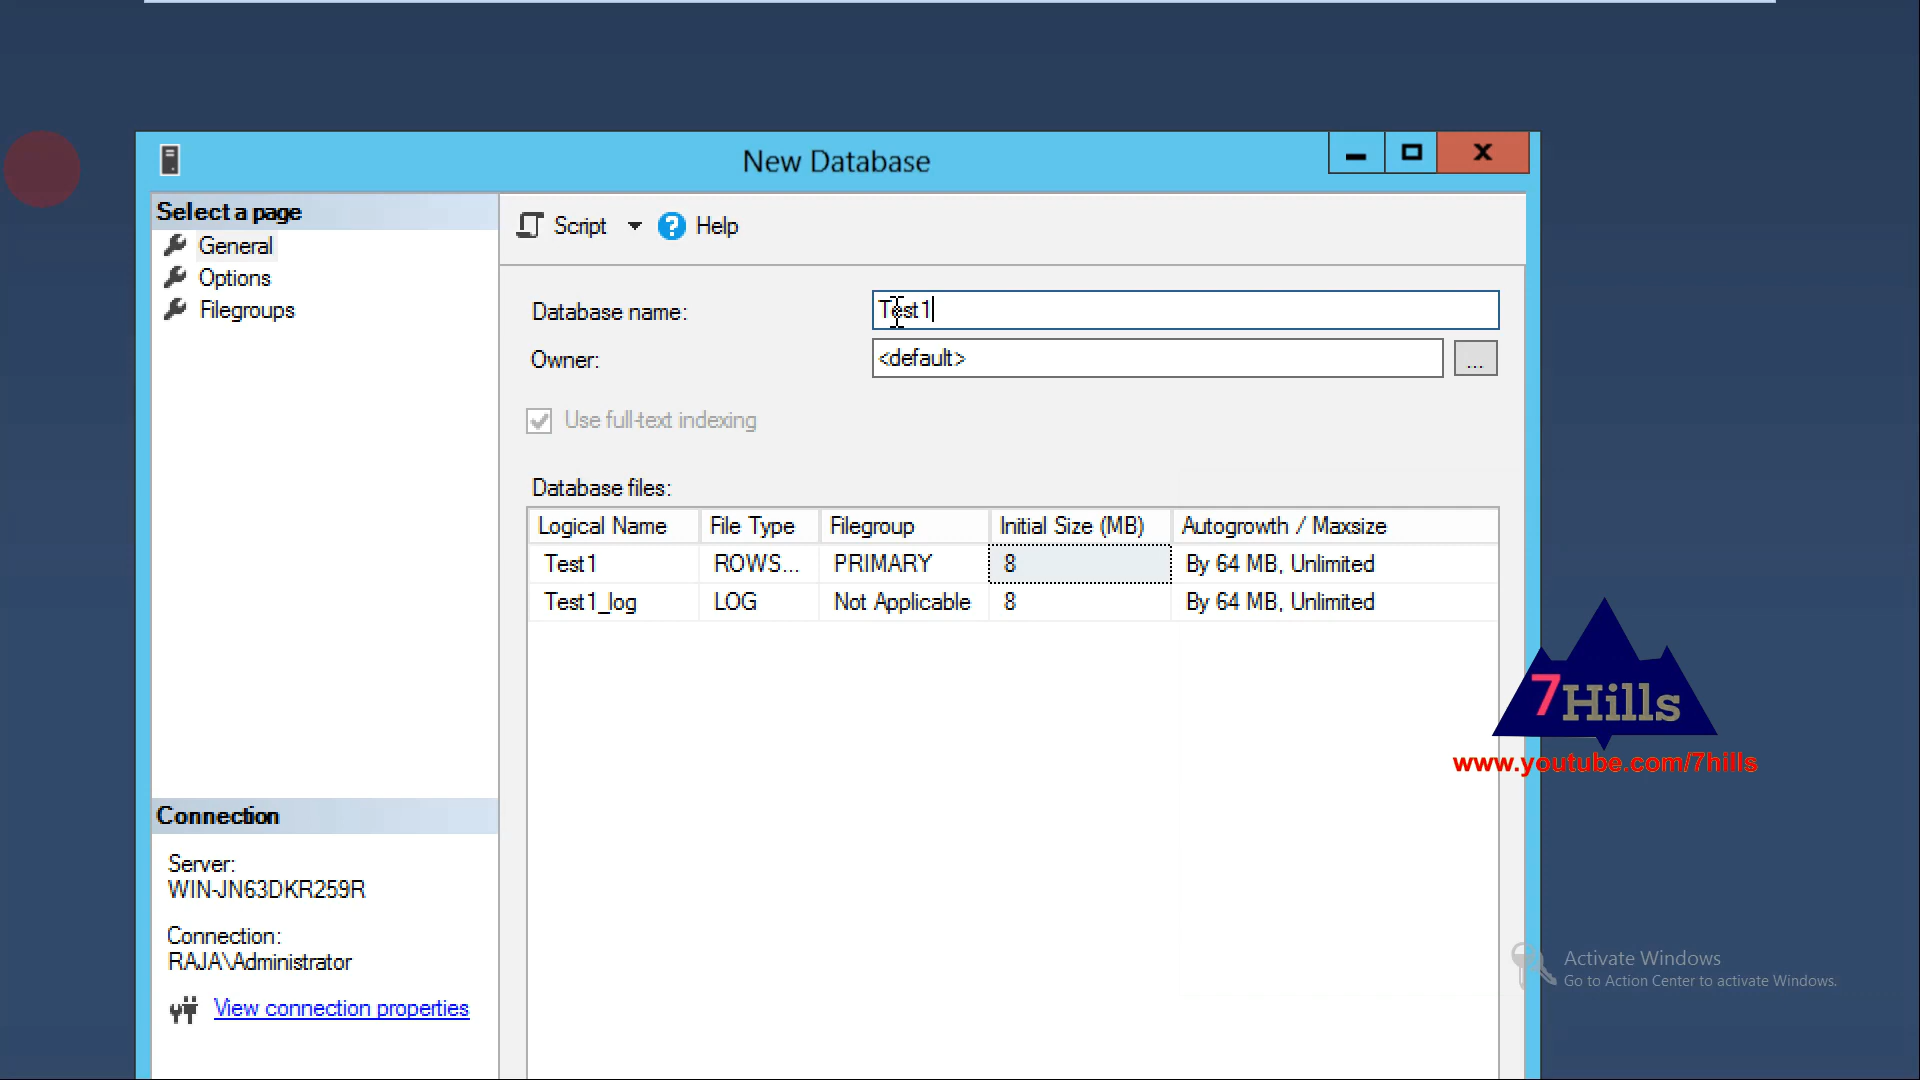 New Database
Select a page
General
Options
Filegroups
Script
Help
Database name:
Test1
Owner:
<default>
...
Use full-text indexing
Database files:
Logical Name File Type Filegroup Initial Size (MB) Autogrowth / Maxsize
Test1 ROWS... PRIMARY 8 By 64 MB, Unlimited
Test1_log LOG Not Applicable 8 By 64 MB, Unlimited
7Hills
www.youtube.com/7hills
Connection
Server:
WIN-JN63DKR259R
Connection:
RAJA\Administrator
View connection properties
Activate Windows
Go to Action Center to activate Windows.